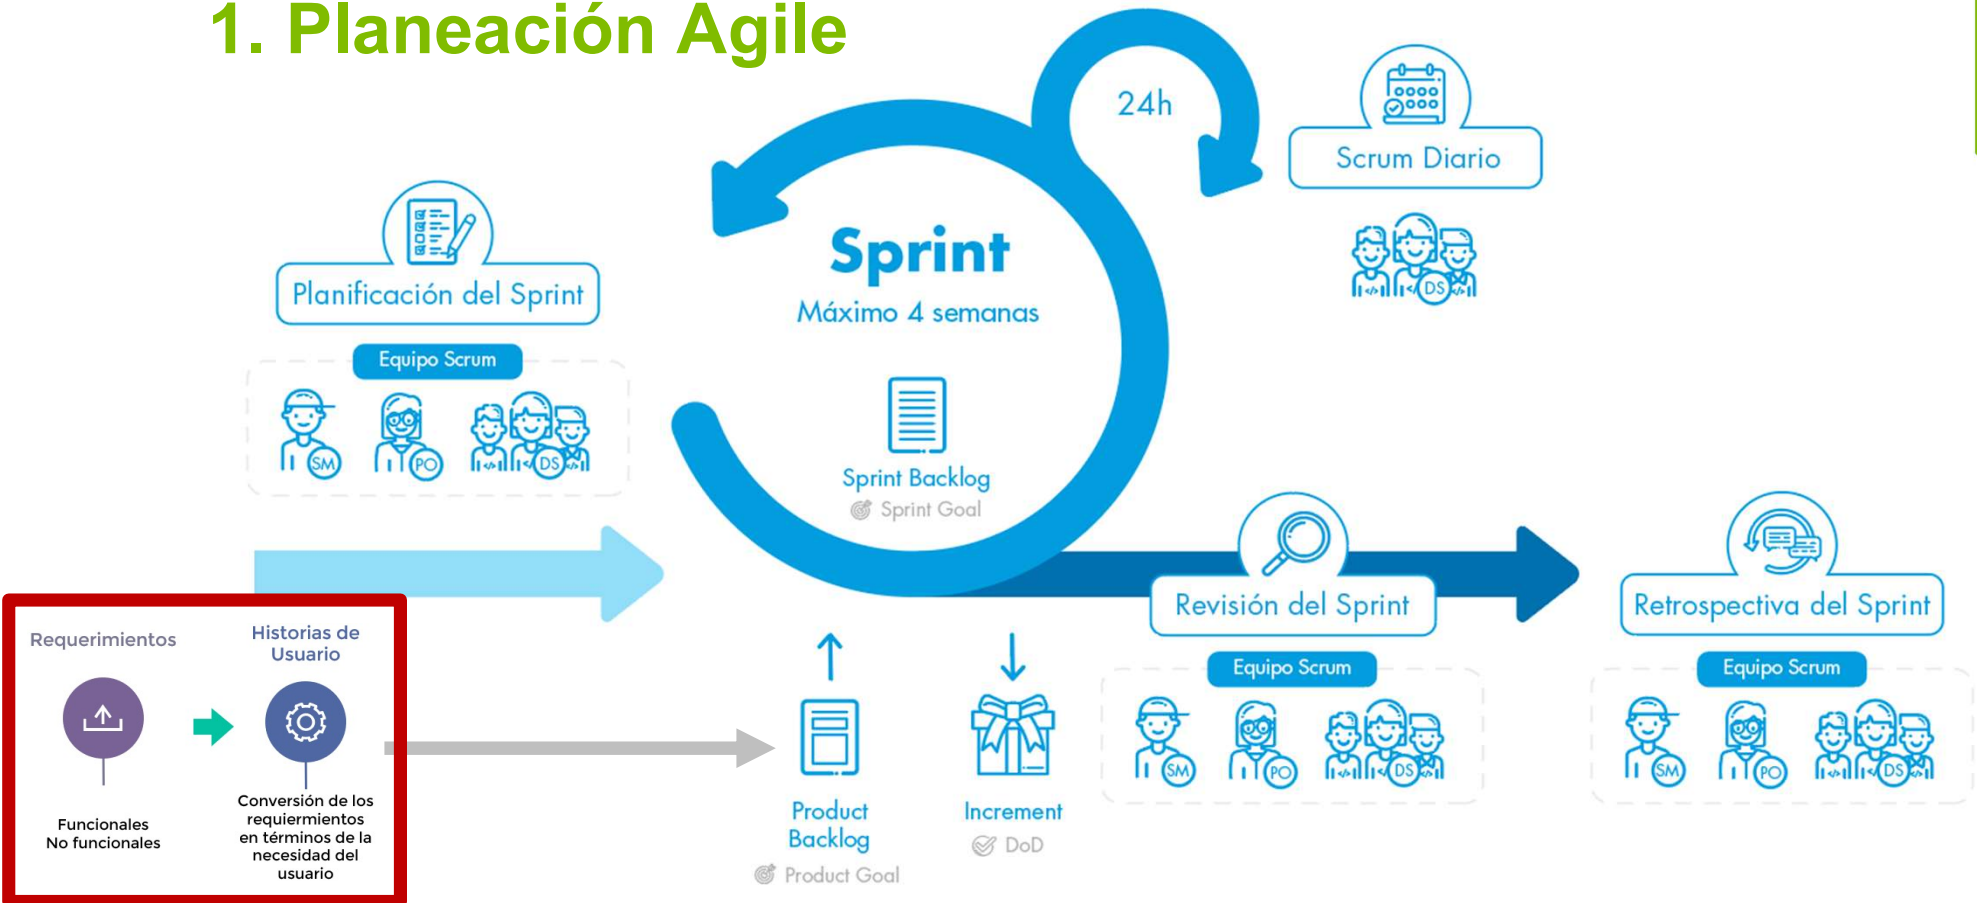 1. Planeación Agile
24h
Scrum Diario
DS
Planificación del Sprint
Equipo Scrum
SM
PO
DS
Sprint
Máximo 4 semanas
Sprint Backlog
Sprint Goal
Requerimientos
Funcionales
No funcionales
Historias de
Usuario
Conversión de los
requiermientos
en términos de la
necesidad del
usuario
Product
Backlog
Product Goal
Increment
DoD
Revisión del Sprint
Equipo Scrum
SM
PO
DS
Retrospectiva del Sprint
Equipo Scrum
SM
PO
DS